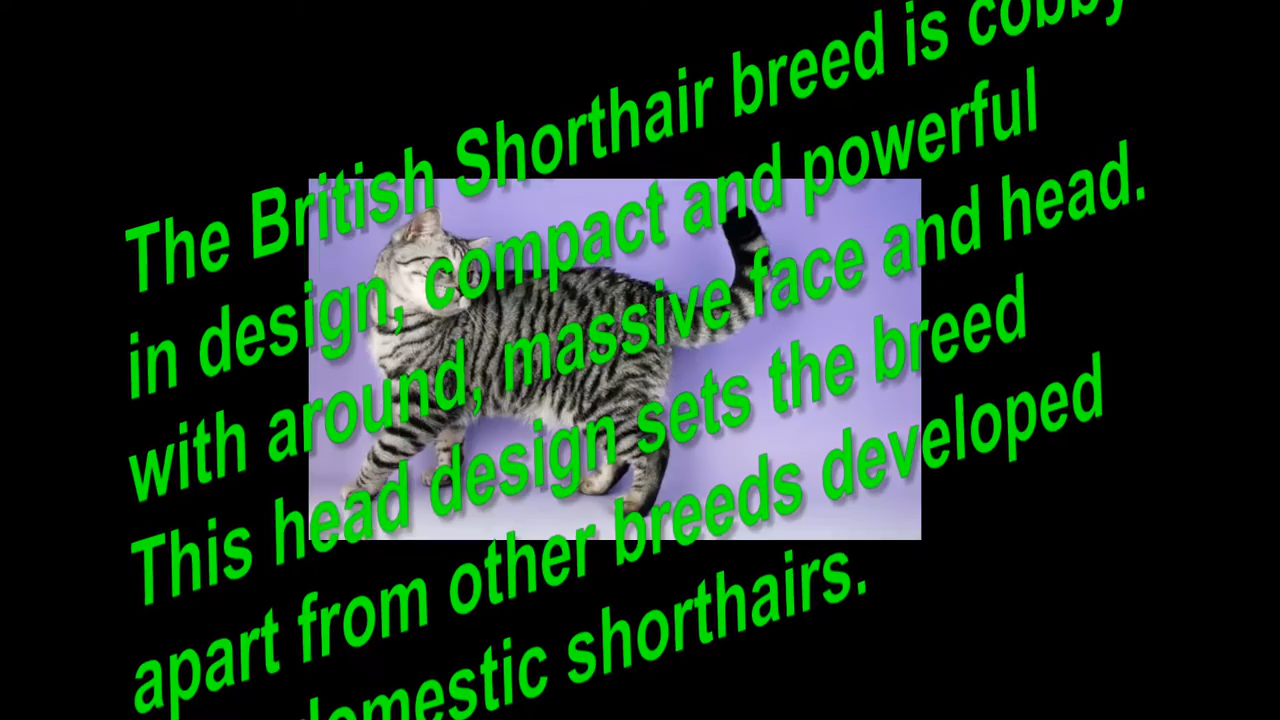 The British Shorthair breed is cobby
in design, compact and powerful
with around, massive face and head.
This head design sets the breed
apart from other breeds developed
domestic shorthairs.